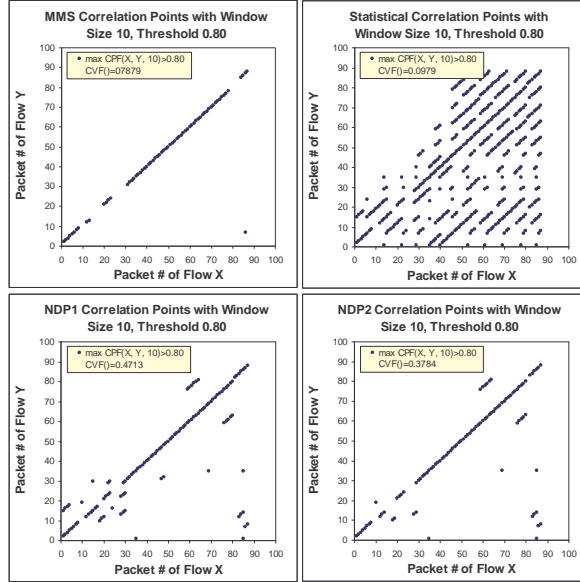 MMS Correlation Points with Window
Size 10, Threshold 0.80
max CPF(X, Y, 10)>0.80
CVF()=07879
Packet # of Flow Y
100
90
80
70
60
50
40
30
20
10
0
0 10 20 30 40 50 60 70 80 90 100
Packet # of Flow X
Statistical Correlation Points with
Window Size 10, Threshold 0.80
max CPF(X, Y, 10)>0.80
CVF()=0.0979
Packet # of Flow Y
100
90
80
70
60
50
40
30
20
10
0
0 10 20 30 40 50 60 70 80 90 100
Packet # of Flow X
NDP1 Correlation Points with Window
Size 10, Threshold 0.80
max CPF(X, Y, 10)>0.80
CVF()=0.4713
Packet # of Flow Y
100
90
80
70
60
50
40
30
20
10
0
0 10 20 30 40 50 60 70 80 90 100
Packet # of Flow X
NDP2 Correlation Points with Window
Size 10, Threshold 0.80
max CPF(X, Y, 10)>0.80
CVF()=0.3784
Packet # of Flow Y
100
90
80
70
60
50
40
30
20
10
0
0 10 20 30 40 50 60 70 80 90 100
Packet # of Flow X